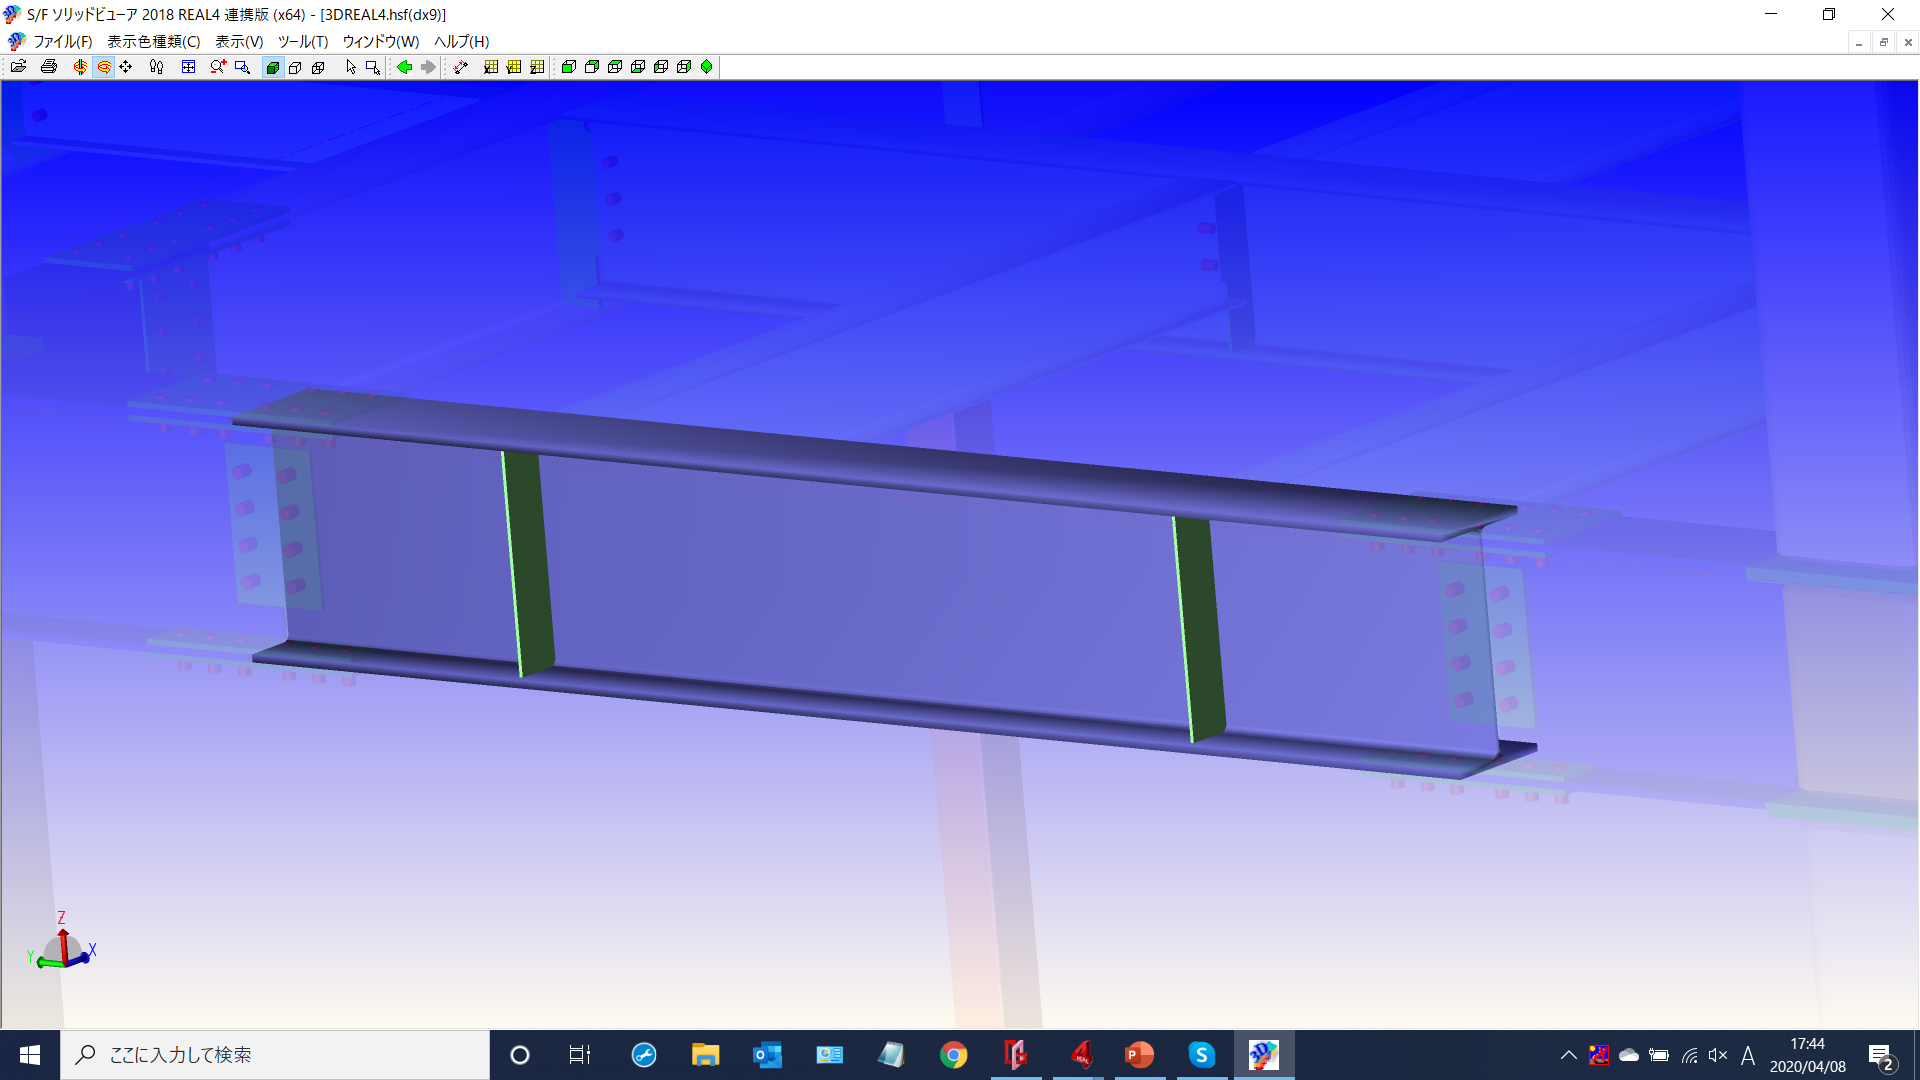 S/F ソリッドビューア 2018 REAL4 連携版 (x64) - [3DREAL4.hsf(dx9)]
ファイル(F) 表示色種類(C) 表示(V) ツール(T) ウィンドウ(W) ヘルプ(H)
Z
Y
X
ここに入力して検索
A
17:44
2020/04/08
2